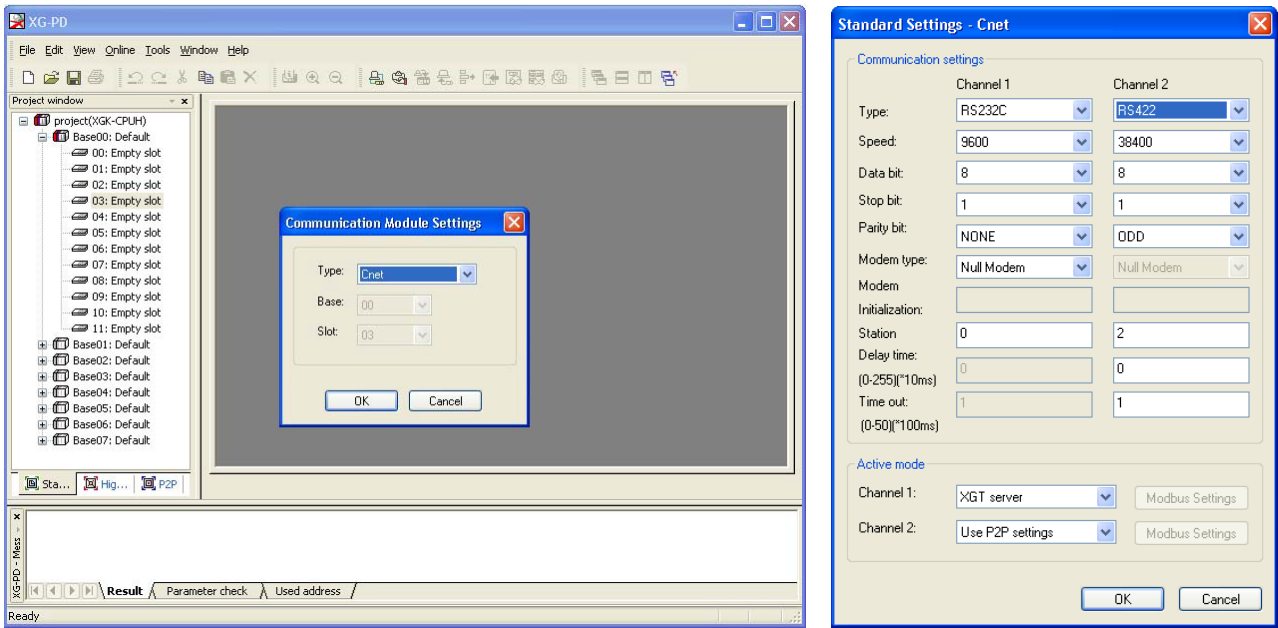 XG-PD
File Edit View Online Tools Window Help
Project window
project(XGK-CPUH)
Base00: Default
00: Empty slot
01: Empty slot
02: Empty slot
03: Empty slot
04: Empty slot
05: Empty slot
06: Empty slot
07: Empty slot
08: Empty slot
09: Empty slot
10: Empty slot
11: Empty slot
Base01: Default
Base02: Default
Base03: Default
Base04: Default
Base05: Default
Base06: Default
Base07: Default
Sta... Hig... P2P
Communication Module Settings
Type: Cnet
Base: 00
Slot: 03
OK Cancel
XG-PD - Mess
Result Parameter check Used address
Ready
Standard Settings - Cnet
Communication settings
Channel 1 Channel 2
Type: RS232C RS422
Speed: 9600 38400
Data bit: 8 8
Stop bit: 1 1
Parity bit: NONE ODD
Modem type: Null Modem Null Modem
Modem
Initialization:
Station 0 2
Delay time: 0 0
(0-255)(*10ms)
Time out: 1 1
(0-50)(*100ms)
Active mode
Channel 1: XGT server Modbus Settings
Channel 2: Use P2P settings Modbus Settings
OK Cancel